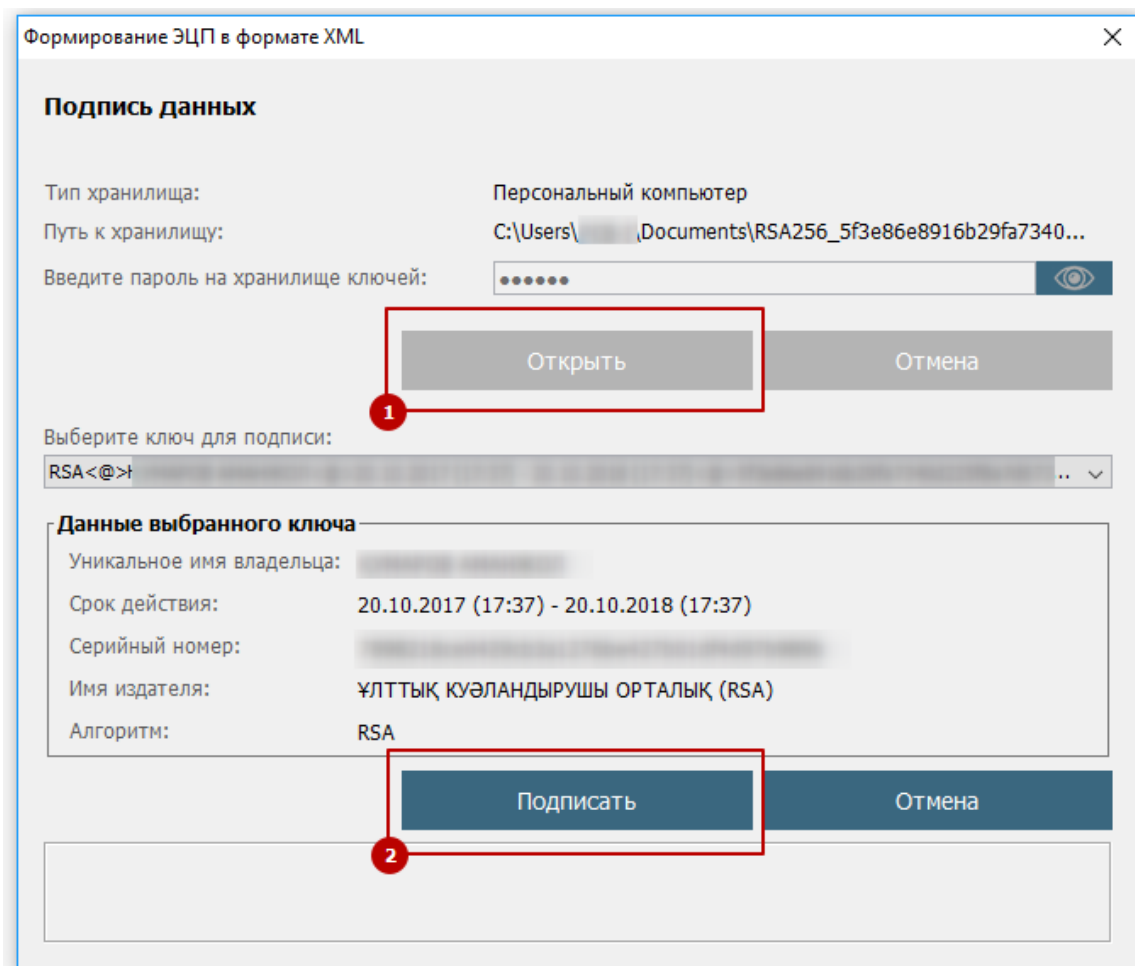 Формирование ЭЦП в формате XML
Подпись данных
Тип хранилища: Персональный компьютер
Путь к хранилищу: C:\Users\ \Documents\RSA256_5f3e86e8916b29fa7340...
Введите пароль на хранилище ключей: ●●●●●●
Открыть Отмена
1
Выберите ключ для подписи:
RSA<@> ..
Данные выбранного ключа
Уникальное имя владельца:
Срок действия: 20.10.2017 (17:37) - 20.10.2018 (17:37)
Серийный номер:
Имя издателя: ҰЛТТЫҚ КУӘЛАНДЫРУШЫ ОРТАЛЫҚ (RSA)
Алгоритм: RSA
Подписать Отмена
2